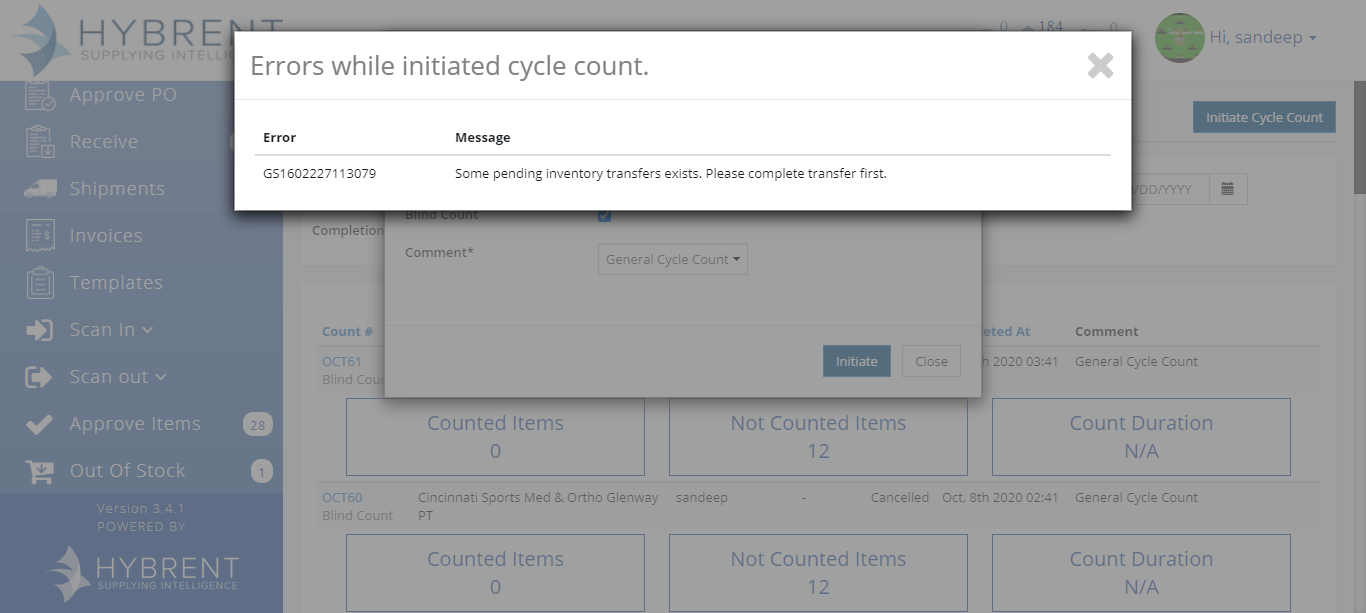 HYBRENT
SUPPLYING INTELLIGE
0 184 0
Hi, sandeep
Errors while initiated cycle count.
Error Message
GS1602227113079 Some pending inventory transfers exists. Please complete transfer first.
Approve PO
Receive
Shipments
Invoices
Templates
Scan In
Scan out
Approve Items 28
Out Of Stock 1
Version 3.4.1
POWERED BY
HYBRENT
SUPPLYING INTELLIGENCE
Initiate Cycle Count
/DD/YYYY
Completion
Blind Count
Comment*
General Cycle Count
Initiate Close
Count # eted At Comment
OCT61 h 2020 03:41 General Cycle Count
Blind Coun
Counted Items Not Counted Items Count Duration
0 12 N/A
OCT60 Cincinnati Sports Med & Ortho Glenway sandeep - Cancelled Oct, 8th 2020 02:41 General Cycle Count
Blind Count PT
Counted Items Not Counted Items Count Duration
0 12 N/A